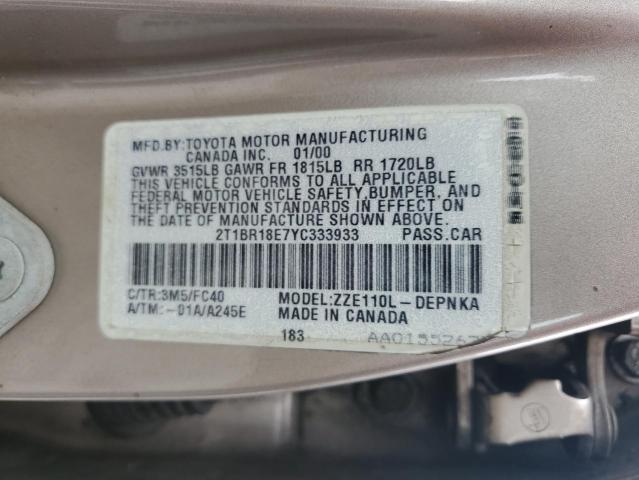 MFD.BY:TOYOTA MOTOR MANUFACTURING
CANADA INC. 01/00
GVWR 3515LB GAWR FR 1815LB RR 1720LB
THIS VEHICLE CONFORMS TO ALL APPLICABLE
FEDERAL MOTOR VEHICLE SAFETY,BUMPER, AND
THEFT PREVENTION STANDARDS IN EFFECT ON
THE DATE OF MANUFACTURE SHOWN ABOVE.
2T1BR18E7YC333933 PASS.CAR
C/TR:3M5/FC40 MODEL:ZZE110L-DEPNKA
A/TM:-01A/A245E MADE IN CANADA
183